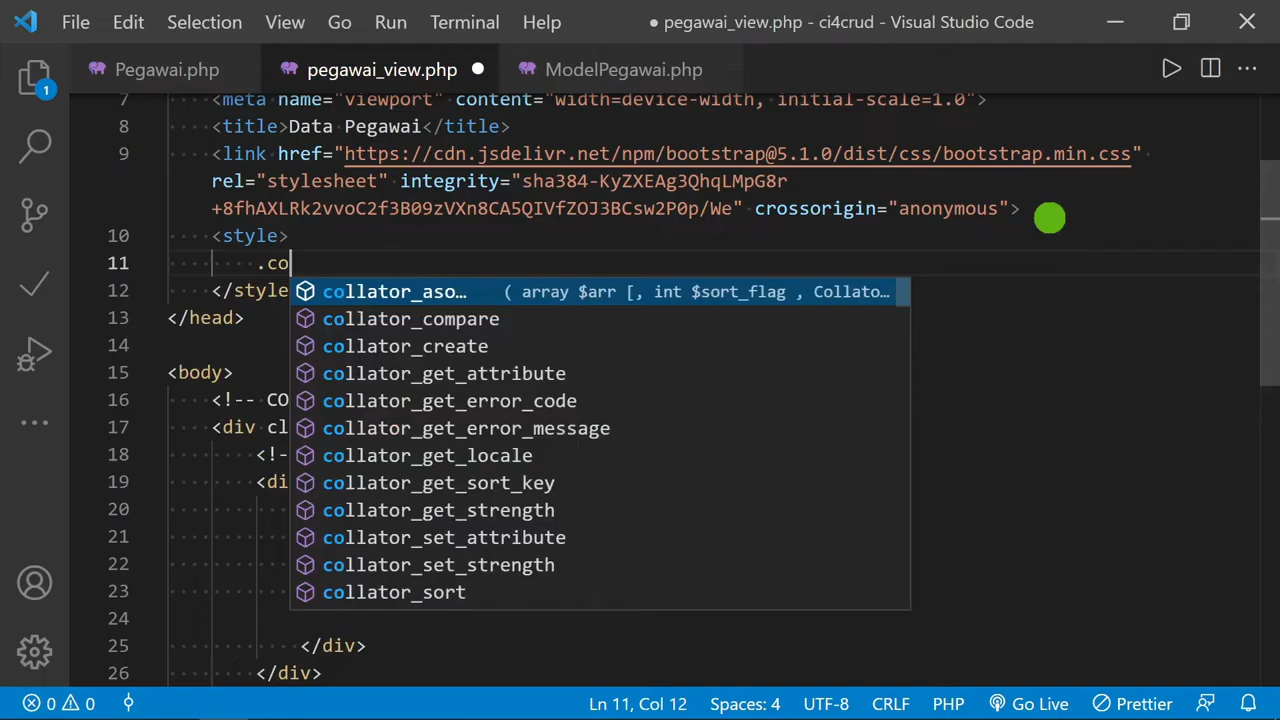 File Edit Selection View Go Run Terminal Help ● pegawai_view.php - ci4crud - Visual Studio Code
Pegawai.php pegawai_view.php ● ModelPegawai.php
7 <meta name="viewport" content="width=device-width, initial-scale=1.0">
8 <title>Data Pegawai</title>
9 <link href="https://cdn.jsdelivr.net/npm/bootstrap@5.1.0/dist/css/bootstrap.min.css"
rel="stylesheet" integrity="sha384-KyZXEAg3QhqLMpG8r
+8fhAXLRk2vvoC2f3B09zVXn8CA5QIVfZOJ3BCsw2P0p/We" crossorigin="anonymous">
10 <style>
11 .co
12 </style
13 </head>
14
15 <body>
16 <!-- CO
17 <div cl
18 <!-
19 <di
20
21
22
23
24
25 </div>
26 </div>
collator_aso… ( array $arr [, int $sort_flag , Collato…
collator_compare
collator_create
collator_get_attribute
collator_get_error_code
collator_get_error_message
collator_get_locale
collator_get_sort_key
collator_get_strength
collator_set_attribute
collator_set_strength
collator_sort
1
0 0 Ln 11, Col 12 Spaces: 4 UTF-8 CRLF PHP Go Live Prettier